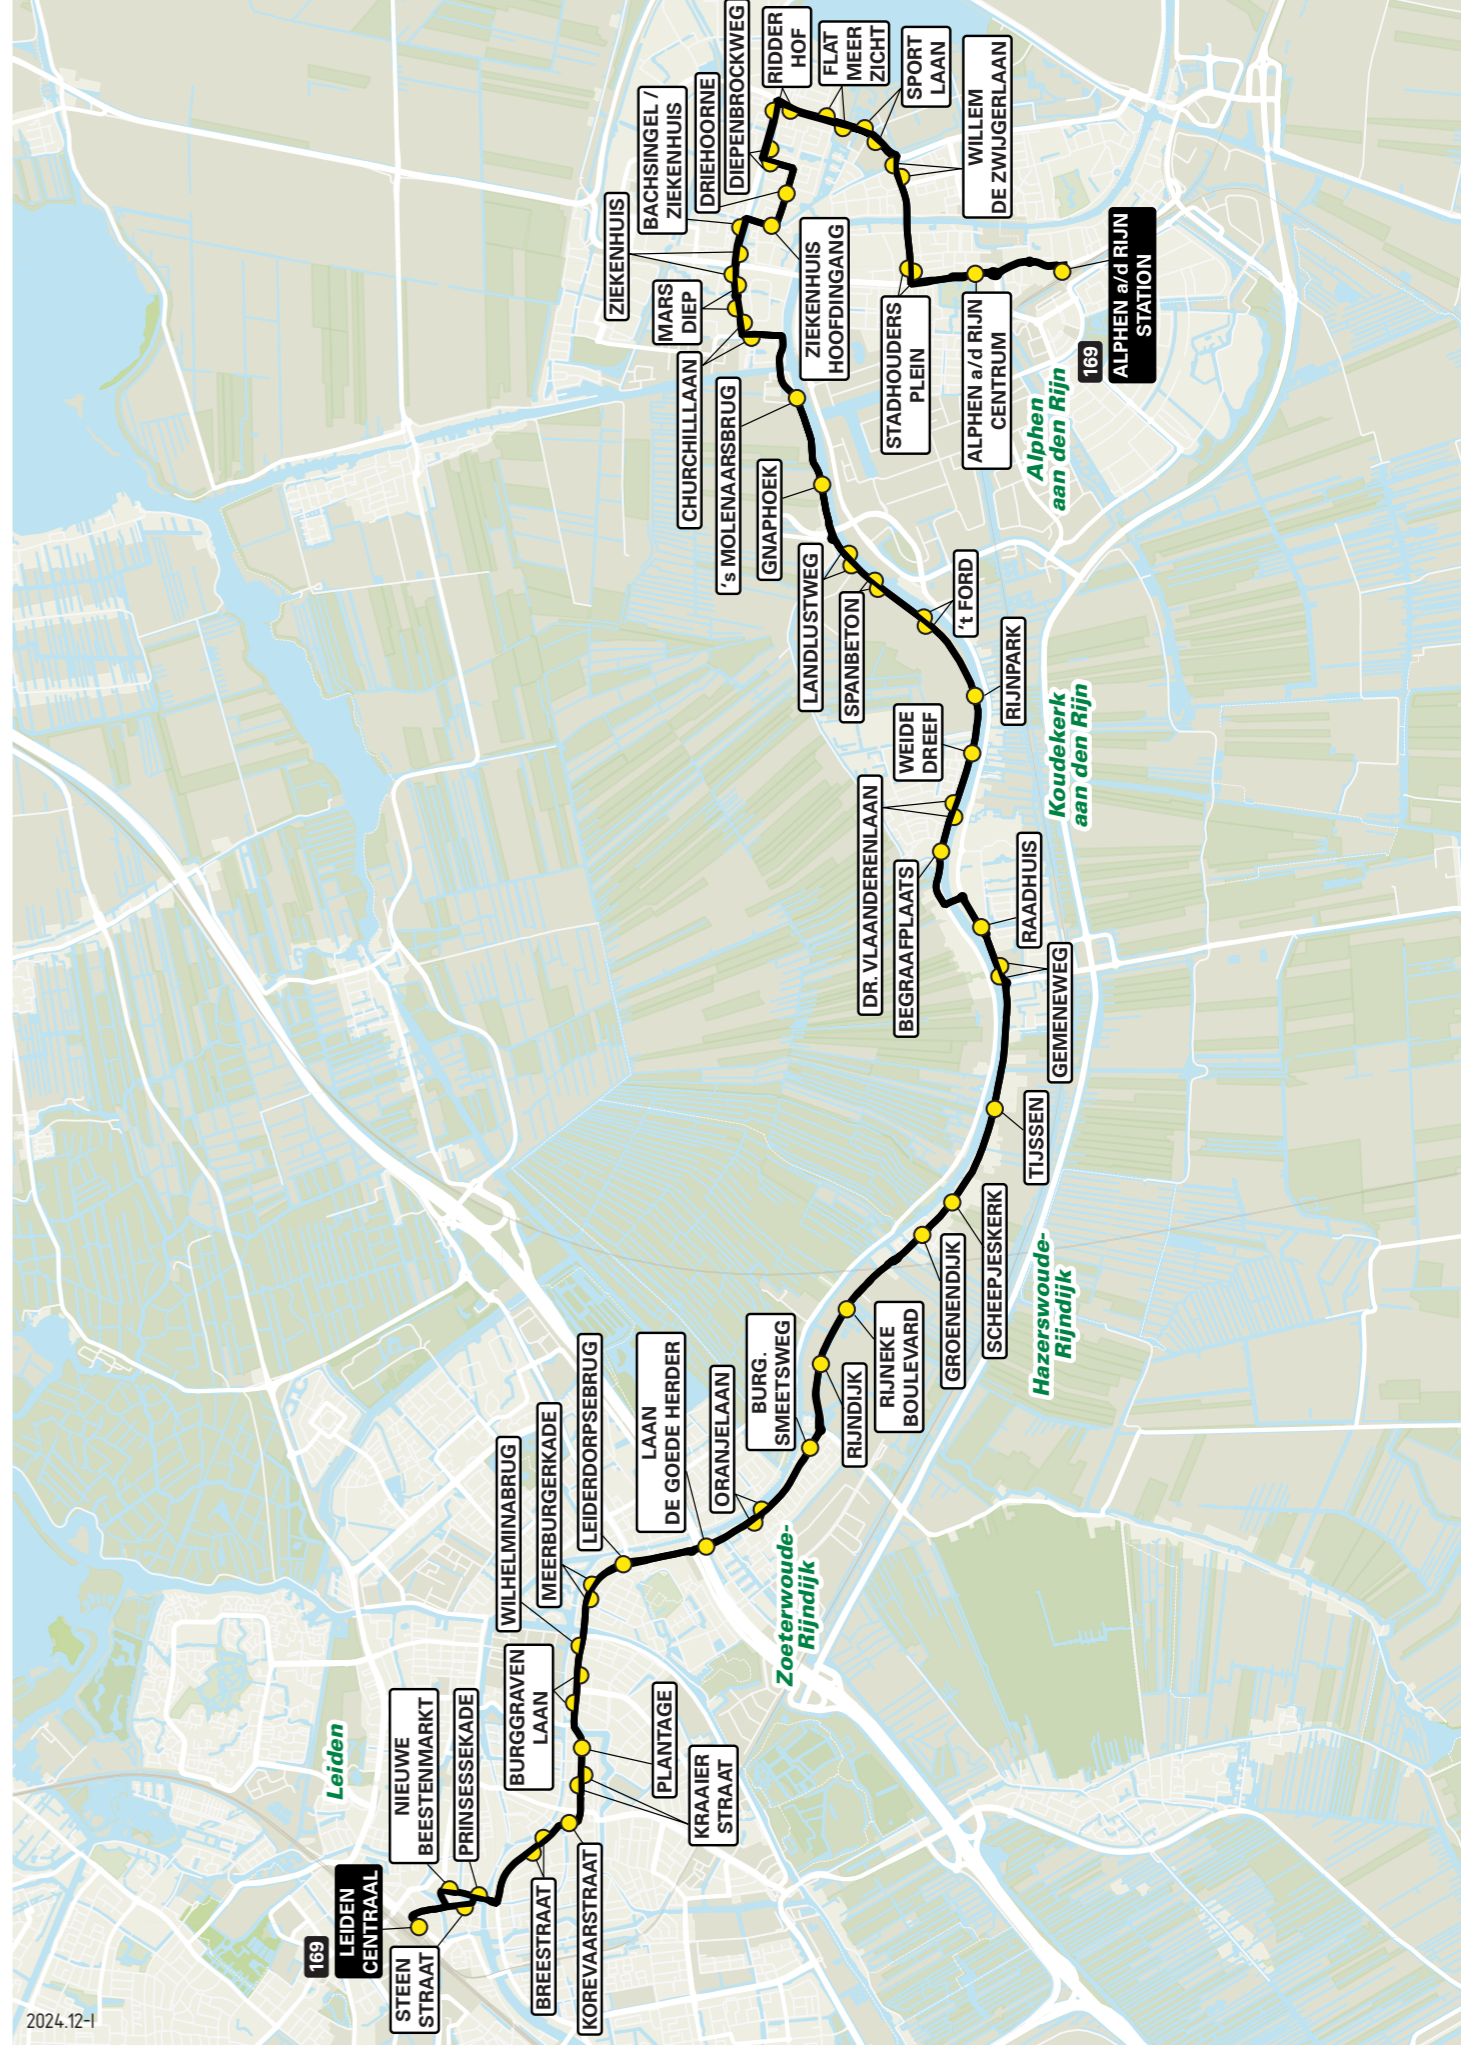 169
LEIDEN
CENTRAAL
STEEN
STRAAT
NIEUWE
BEESTENMARKT
PRINSESSEKADE
Leiden
BREESTRAAT
KOREVAARSTRAAT
KRAAIER
STRAAT
PLANTAGE
BURGGRAVEN
LAAN
WILHELMINABRUG
MEERBURGERKADE
LEIDERDORPSEBRUG
LAAN
DE GOEDE HERDER
ORANJELAAN
Zoeterwoude-
Rijndijk
BURG.
SMEETSWEG
RIJNDIJK
RIJNEKE
BOULEVARD
GROENENDIJK
SCHEEPJESKERK
Hazerswoude-
Rijndijk
TIJSSEN
GEMENEWEG
RAADHUIS
BEGRAAFPLAATS
DR. VLAANDERENLAAN
WEIDE
DREEF
Koudekerk
aan den Rijn
RIJNPARK
't FORD
SPANBETON
LANDLUSTWEG
GNAPHOEK
's MOLENAARSBRUG
CHURCHILLLAAN
MARS
DIEP
ZIEKENHUIS
BACHSINGEL /
ZIEKENHUIS
ZIEKENHUIS
HOOFDINGANG
DRIEHOORNE
DIEPENBROCKWEG
RIDDER
HOF
FLAT
MEER
ZICHT
SPORT
LAAN
WILLEM
DE ZWIJGERLAAN
STADHOUDERS
PLEIN
ALPHEN a/d RIJN
CENTRUM
Alphen
aan den Rijn
169
ALPHEN a/d RIJN
STATION
2024.12-I